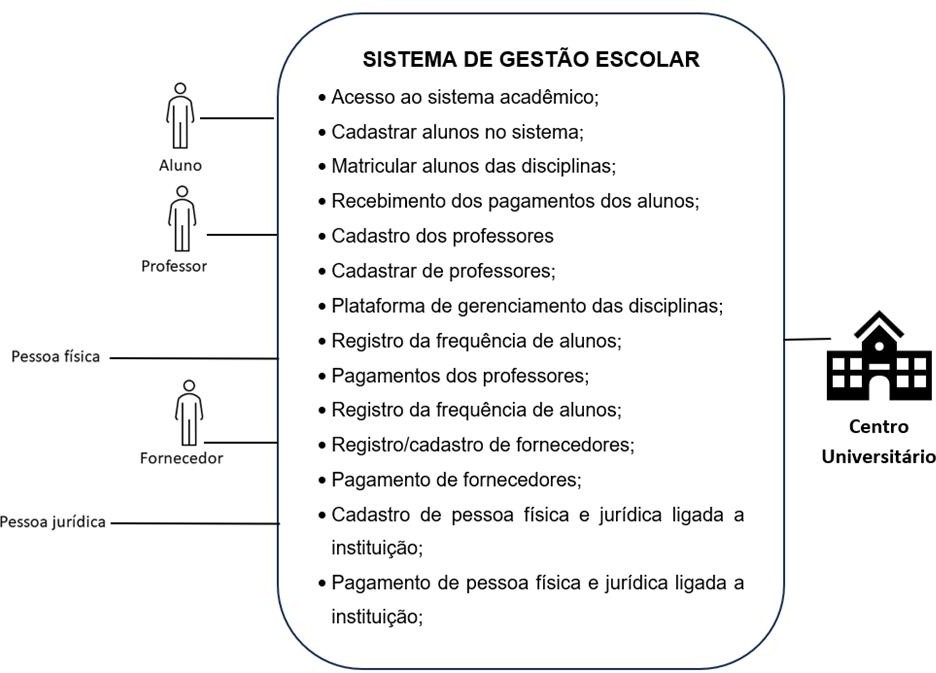 SISTEMA DE GESTÃO ESCOLAR
• Acesso ao sistema acadêmico;
• Cadastrar alunos no sistema;
• Matricular alunos das disciplinas;
• Recebimento dos pagamentos dos alunos;
• Cadastro dos professores
• Cadastrar de professores;
• Plataforma de gerenciamento das disciplinas;
• Registro da frequência de alunos;
• Pagamentos dos professores;
• Registro da frequência de alunos;
• Registro/cadastro de fornecedores;
• Pagamento de fornecedores;
• Cadastro de pessoa física e jurídica ligada a
instituição;
• Pagamento de pessoa física e jurídica ligada a
instituição;
Aluno
Professor
Pessoa física
Fornecedor
Pessoa jurídica
Centro
Universitário